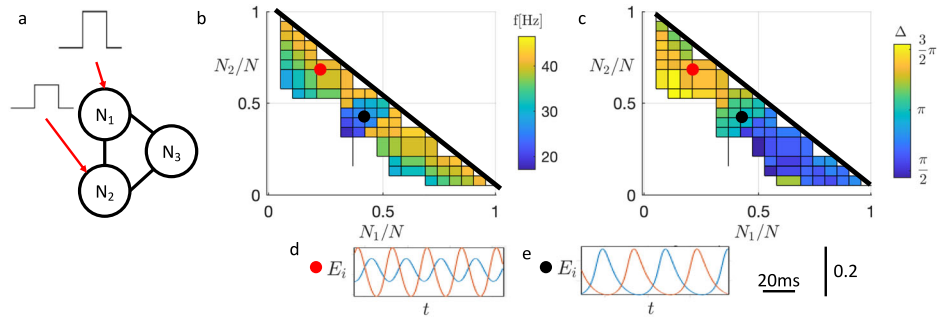 a
N₁
N₂
N₃
b
f[Hz]
N₂/N
1
0.5
0
0
0.5
1
N₁/N
40
30
20
c
Δ
N₂/N
1
0.5
0
0
0.5
1
N₁/N
3/2 π
π
π/2
d
Eᵢ
t
e
Eᵢ
t
20ms
0.2